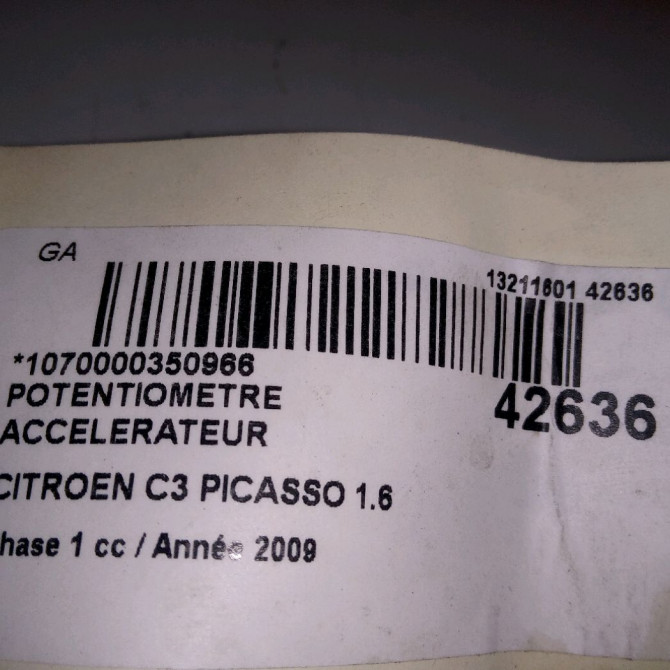 GA
13211601 42636
*1070000350966
POTENTIOMETRE
42636
ACCELERATEUR
CITROEN C3 PICASSO 1.6
hase 1 cc / Année 2009